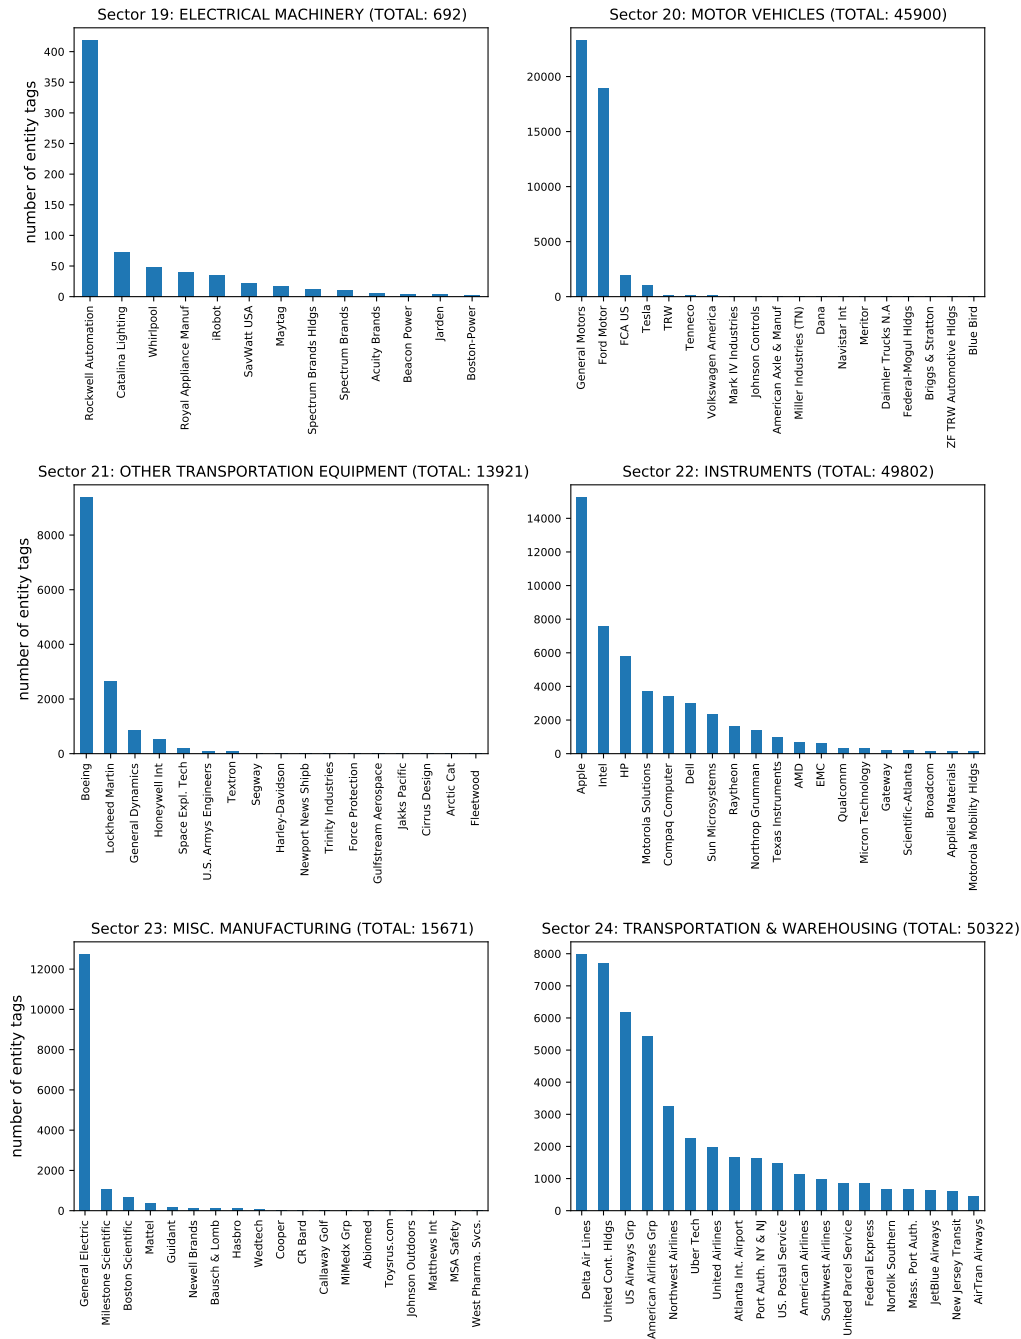 Sector 19: ELECTRICAL MACHINERY (TOTAL: 692)
number of entity tags
400
350
300
250
200
150
100
50
0
Rockwell Automation
Catalina Lighting
Whirlpool
Royal Appliance Manuf
iRobot
SavWatt USA
Maytag
Spectrum Brands Hldgs
Spectrum Brands
Acuity Brands
Beacon Power
Jarden
Boston-Power
Sector 20: MOTOR VEHICLES (TOTAL: 45900)
20000
15000
10000
5000
0
General Motors
Ford Motor
FCA US
Tesla
TRW
Tenneco
Volkswagen America
Mark IV Industries
Johnson Controls
American Axle & Manuf
Miller Industries (TN)
Dana
Navistar Int
Meritor
Daimler Trucks N.A
Federal-Mogul Hldgs
Briggs & Stratton
ZF TRW Automotive Hldgs
Blue Bird
Sector 21: OTHER TRANSPORTATION EQUIPMENT (TOTAL: 13921)
number of entity tags
8000
6000
4000
2000
0
Boeing
Lockheed Martin
General Dynamics
Honeywell Int
Space Expl. Tech
U.S. Armys Engineers
Textron
Segway
Harley-Davidson
Newport News Shipb
Trinity Industries
Force Protection
Gulfstream Aerospace
Jakks Pacific
Cirrus Design
Arctic Cat
Fleetwood
Sector 22: INSTRUMENTS (TOTAL: 49802)
14000
12000
10000
8000
6000
4000
2000
0
Apple
Intel
HP
Motorola Solutions
Compaq Computer
Dell
Sun Microsystems
Raytheon
Northrop Grumman
Texas Instruments
AMD
EMC
Qualcomm
Micron Technology
Gateway
Scientific-Atlanta
Broadcom
Applied Materials
Motorola Mobility Hldgs
Sector 23: MISC. MANUFACTURING (TOTAL: 15671)
number of entity tags
12000
10000
8000
6000
4000
2000
0
General Electric
Milestone Scientific
Boston Scientific
Mattel
Guidant
Newell Brands
Bausch & Lomb
Hasbro
Wedtech
Cooper
CR Bard
Callaway Golf
MiMedx Grp
Abiomed
Toysrus.com
Johnson Outdoors
Matthews Int
MSA Safety
West Pharma. Svcs.
Sector 24: TRANSPORTATION & WAREHOUSING (TOTAL: 50322)
8000
7000
6000
5000
4000
3000
2000
1000
0
Delta Air Lines
United Cont. Hldgs
US Airways Grp
American Airlines Grp
Northwest Airlines
Uber Tech
United Airlines
Atlanta Int. Airport
Port Auth. NY & NJ
US. Postal Service
American Airlines
Southwest Airlines
United Parcel Service
Federal Express
Norfolk Southern
Mass. Port Auth.
JetBlue Airways
New Jersey Transit
AirTran Airways